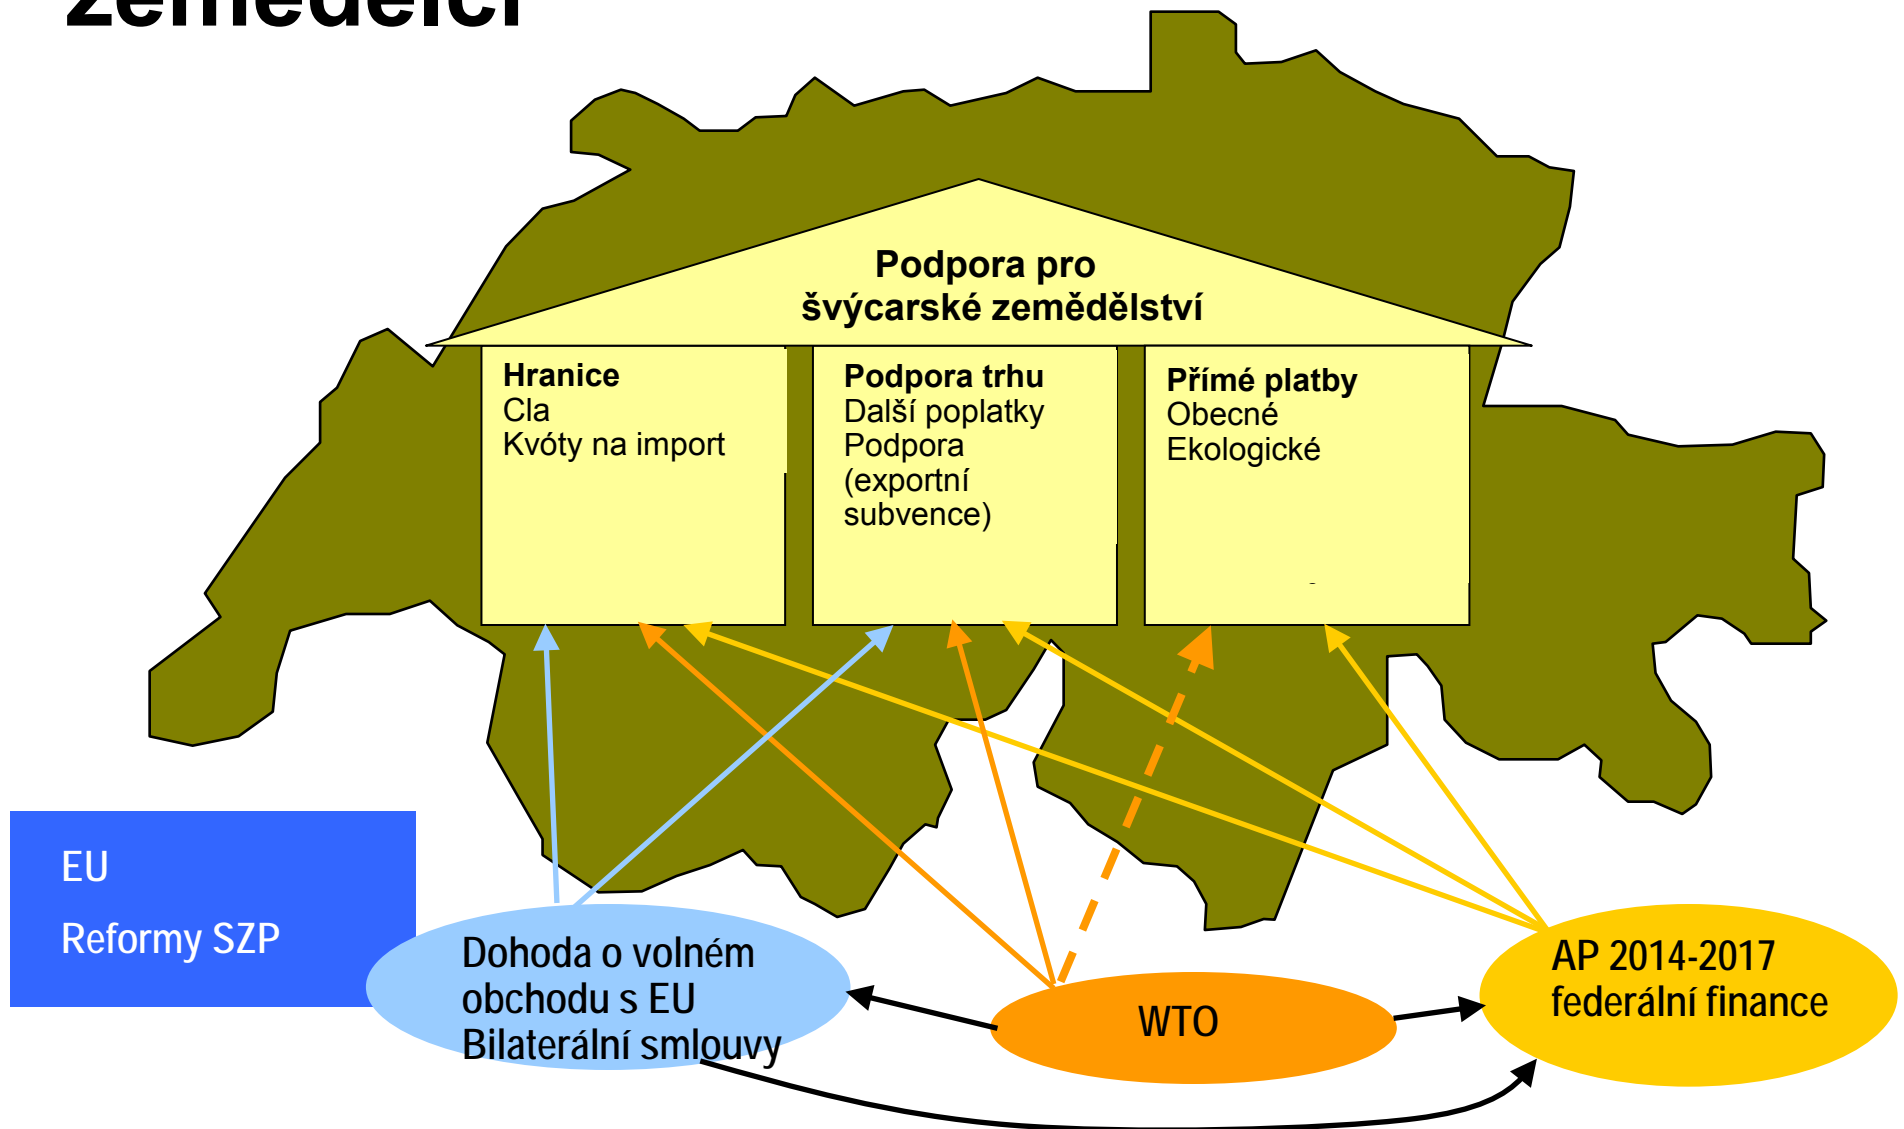 zemědělci
Podpora pro
švýcarské zemědělství
Hranice
Cla
Kvóty na import
Podpora trhu
Další poplatky
Podpora
(exportní
subvence)
Přímé platby
Obecné
Ekologické
EU
Reformy SZP
Dohoda o volném
obchodu s EU
Bilaterální smlouvy
WTO
AP 2014-2017
federální finance